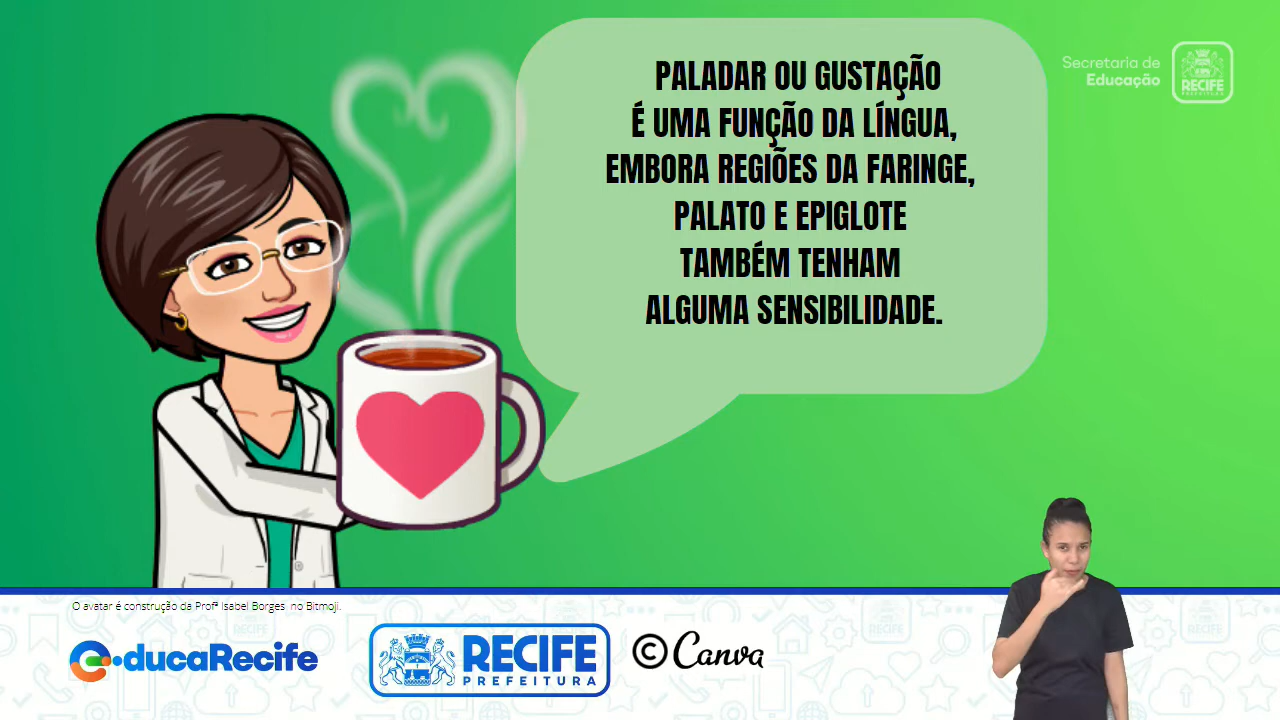 PALADAR OU GUSTAÇÃO
É UMA FUNÇÃO DA LÍNGUA,
EMBORA REGIÕES DA FARINGE,
PALATO E EPIGLOTE
TAMBÉM TENHAM
ALGUMA SENSIBILIDADE.
Secretaria de
Educação
RECIFE
PREFEITURA
O avatar é construção da Profª Isabel Borges no Bitmoji.
EducaRecife
RECIFE
PREFEITURA
© Canva